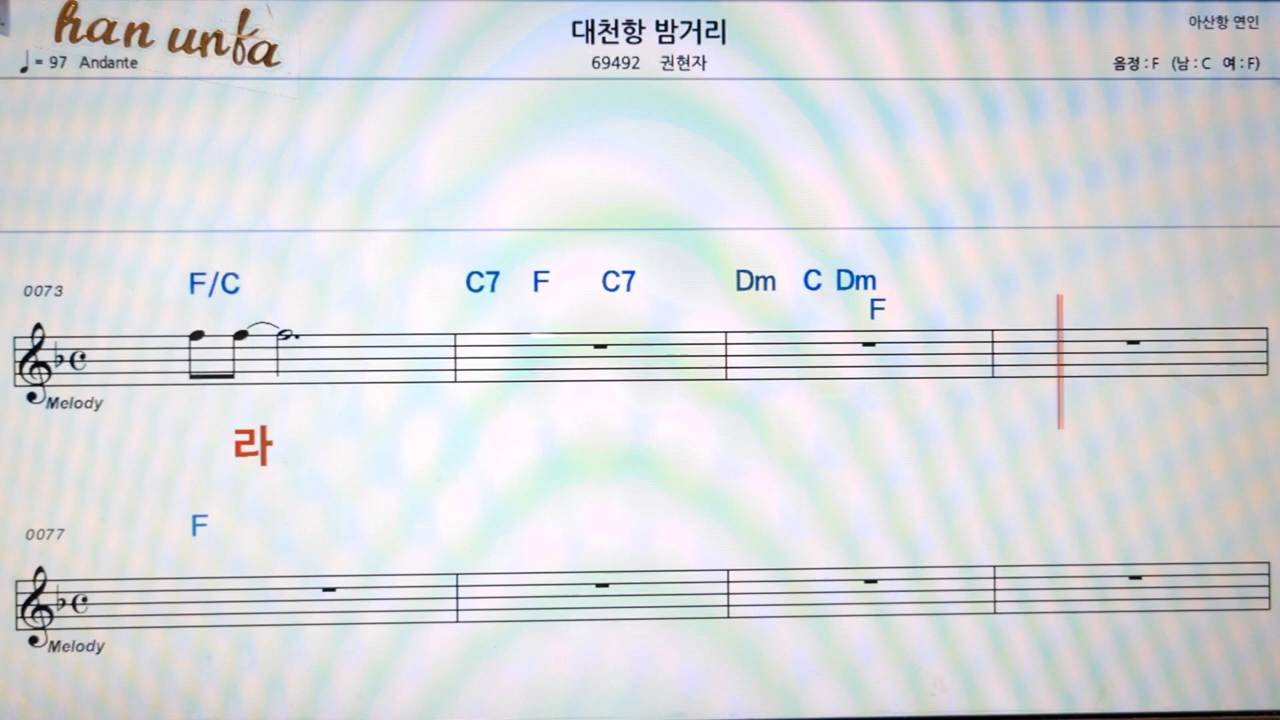 han unfa
대천항 밤거리
아산항 연인
♩= 97 Andante
69492 권현자
음정 : F (남 : C 여 : F)
0073 F/C C7 F C7 Dm C Dm
F
Melody
라
0077 F
Melody